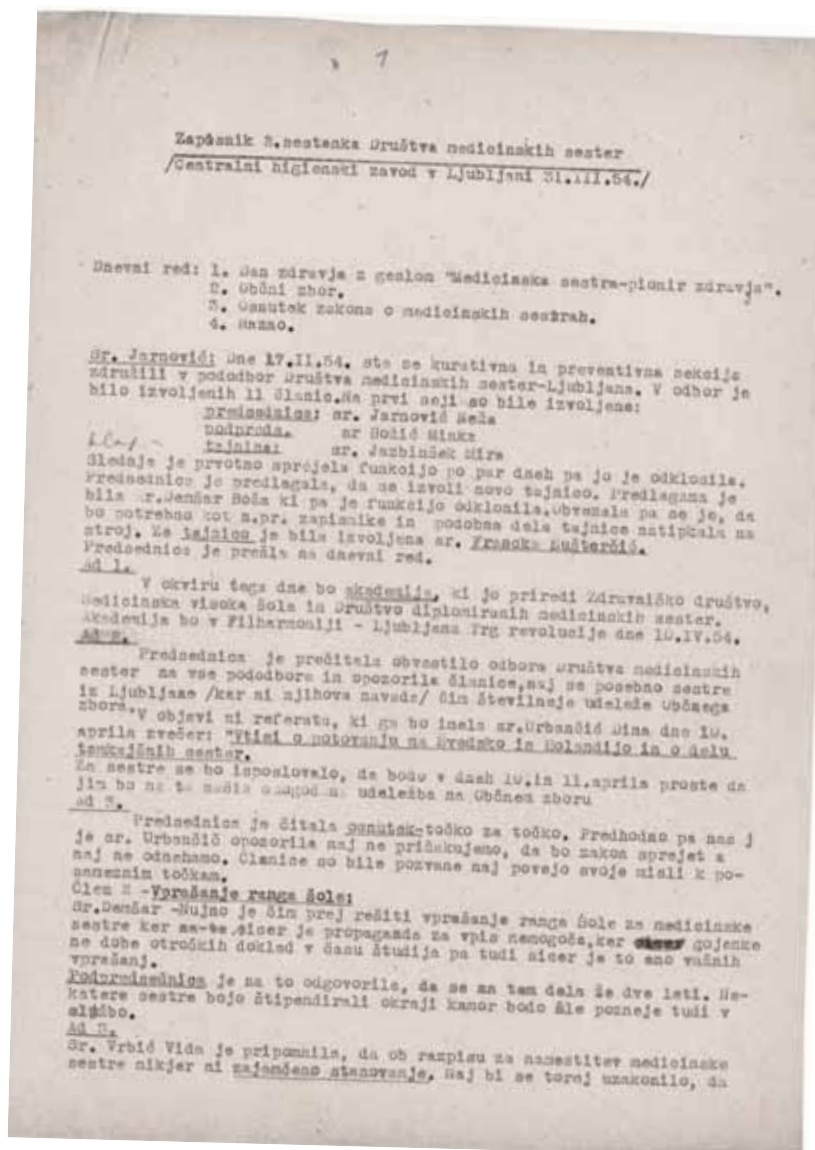 1
Zapisnik 2.sestanka Društva medicinskih sester
/Centralni higienski zavod v Ljubljani 31.III.54./
Dnevni red: 1. Dan zdravja z geslom "Medicinska sestra-pionir zdravja".
2. Občni zbor.
3. Osnutek zakona o medicinskih sestrah.
4. Razno.
Sr. Jarnović: Dne 17.II.54. sta se kurativna in preventivna sekcija
združili v pododbor Društva medicinskih sester-Ljubljana. V odbor je
bilo izvoljenih 11 članic.Na prvi seji so bile izvoljene:
predsednica: sr. Jarnović Neža
podpreds. sr Božič Minka
tajnica: sr. Jazbinšek Mira
Slednja je prvotno sprejela funkcijo po par dneh pa jo je odklonila.
Predsednica je predlagala, da se izvoli novo tajnico. Predlagana je
bila sr.Demšar Boža ki pa je funkcijo odklonila.Obvezala pa se je, da
bo potrebno kot n.pr. zapisnike in podobna dela tajnice natipkala na
stroj. Za tajnico je bila izvoljena sr. Francka Kušterčič.
Predsednica je prešla na dnevni red.
Ad 1.
V okviru tega dne bo akademija, ki jo priredi Zdravniško društvo,
Medicinska visoka šola in Društvo diplomiranih medicinskih sester.
Akademija bo v Filharmoniji - Ljubljana Trg revolucije dne 10.IV.54.
Ad 2.
Predsednica je prečitala obvestilo odbora Društva medicinskih
sester na vse pododbore in opozorila članice,naj se posebno sestre
iz Ljubljane /ker ni njihova navada/ čim številneje udeleže Občnega
zbora.
V objavi ni referata, ki ga bo imela sr.Urbančič Dina dne 10.
aprila zvečer: "Vtisi o potovanju na Švedsko in Holandijo in o delu
tamkajšnih sester.
Za sestre se bo izposlovalo, da bodo v dneh 10.in 11.aprila proste da
jim bo na ta način omogočena udeležba na Občnem zboru
Ad 3.
Predsednica je čitala osnutek-točko za točko. Predhodno pa nas j
je sr. Urbančič opozorila naj ne pričakujemo, da bo zakon sprejet a
naj ne odnehamo. Članice so bile pozvane naj povejo svoje misli k po-
sameznim točkam.
Člen 2 -Vprašanje ranga šole:
Sr.Demšar -Nujno je čim prej rešiti vprašanje ranga šole za medicinske
sestre ker sicer je propaganda za vpis nemogoča,ker gojenke
ne dobe otroških doklad v času študija pa tudi sicer je to eno važnih
vprašanj.
Podpredsednica je na to odgovorila, da se na tem dela že dve leti. Ne-
katere sestre bojo štipendirali okraji kamor bodo šle pozneje tudi v
službo.
Sr. Vrbič Vida je pripomnila, da ob razpisu za namestitev medicinske
sestre nikjer ni zajamčeno stanovanje. Naj bi se torej uzakonilo, da